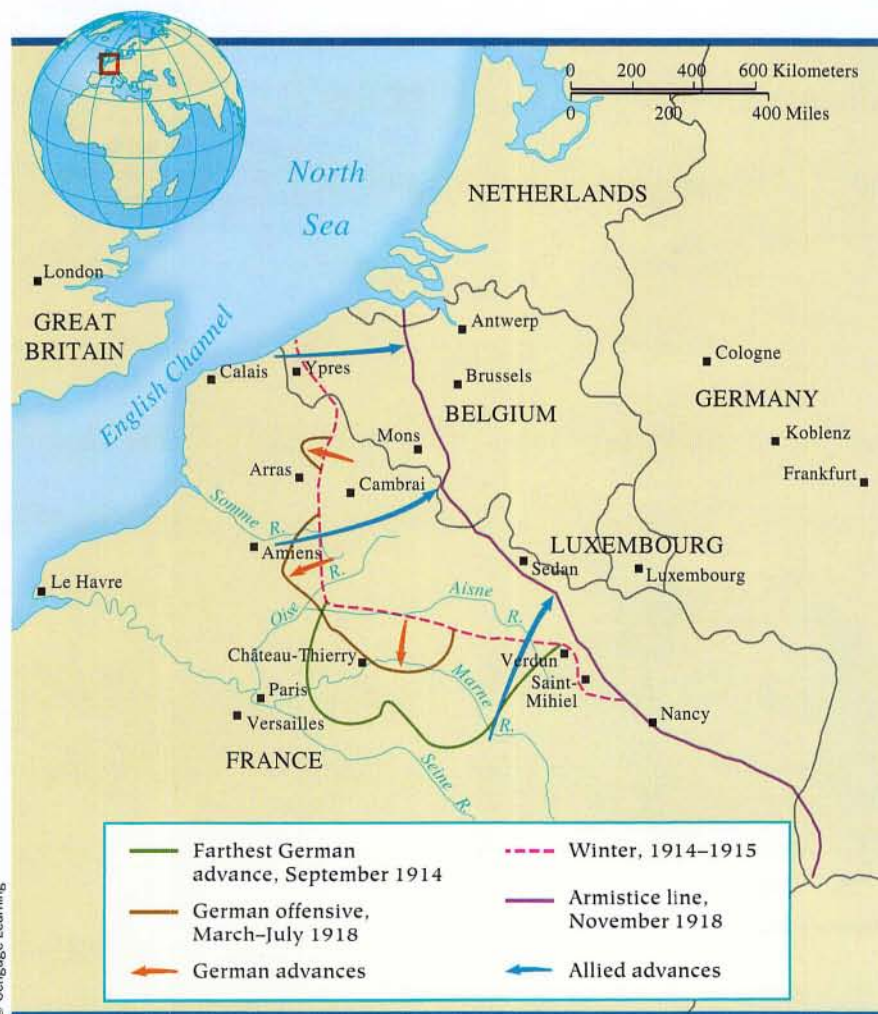 0 200 400 600 Kilometers
0 200 400 Miles
North
Sea
NETHERLANDS
London
GREAT
BRITAIN
English Channel
Antwerp
Calais
Ypres
Brussels
BELGIUM
Cologne
GERMANY
Koblenz
Frankfurt
Mons
Arras
Cambrai
Somme R.
Amiens
LUXEMBOURG
Sedan
Luxembourg
Le Havre
Oise R.
Aisne R.
Château-Thierry
Marne R.
Verdun
Saint-
Mihiel
Paris
Versailles
Nancy
FRANCE
Seine R.
Farthest German
advance, September 1914
German offensive,
March–July 1918
German advances
Winter, 1914–1915
Armistice line,
November 1918
Allied advances
© Cengage Learning